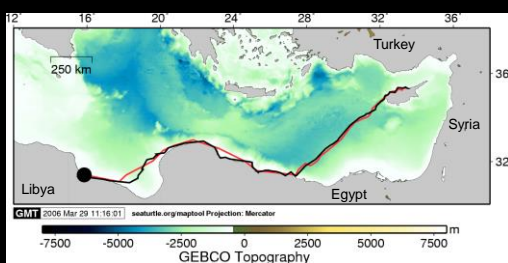 12° 16° 20° 24° 28° 32° 36°
Turkey
250 km
36°
Syria
32°
Libya
Egypt
GMT 2006 Mar 29 11:16:01 seaturtle.org/maptool Projection: Mercator
m
-7500 -5000 -2500 0 2500 5000 7500
GEBCO Topography